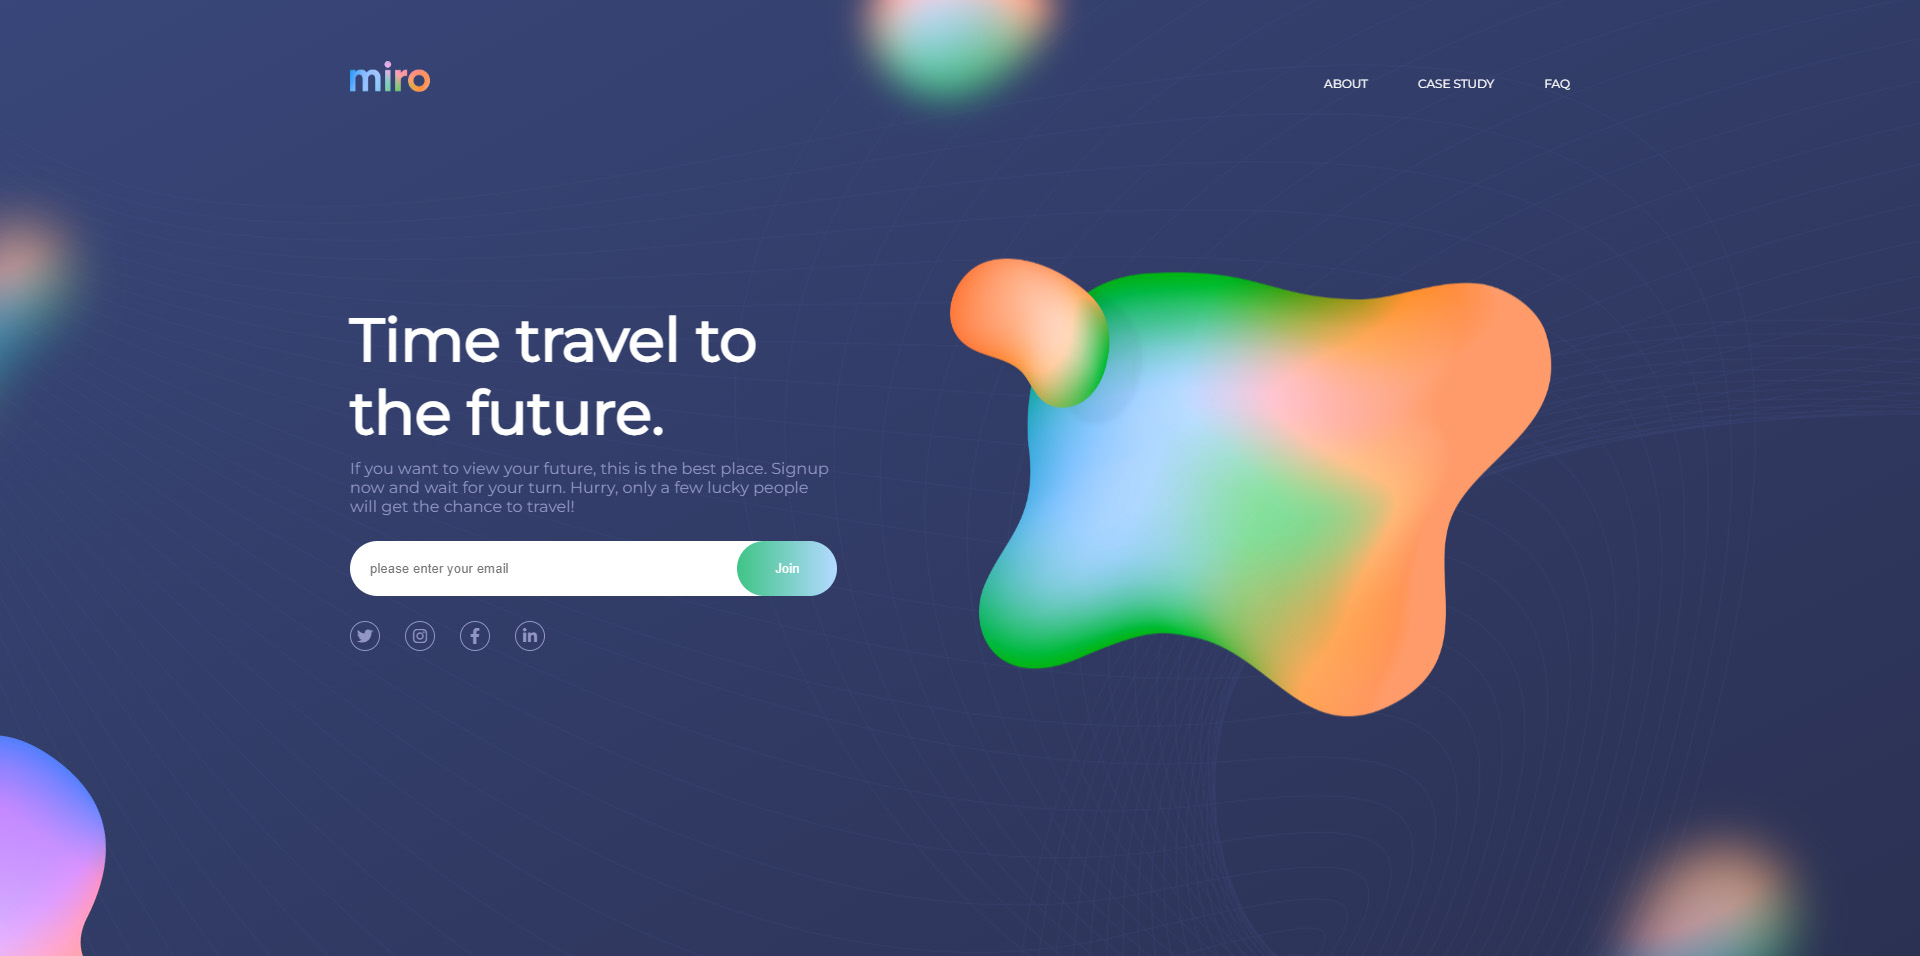 miro
ABOUT CASE STUDY FAQ
Time travel to
the future.
If you want to view your future, this is the best place. Signup
now and wait for your turn. Hurry, only a few lucky people
will get the chance to travel!
please enter your email Join